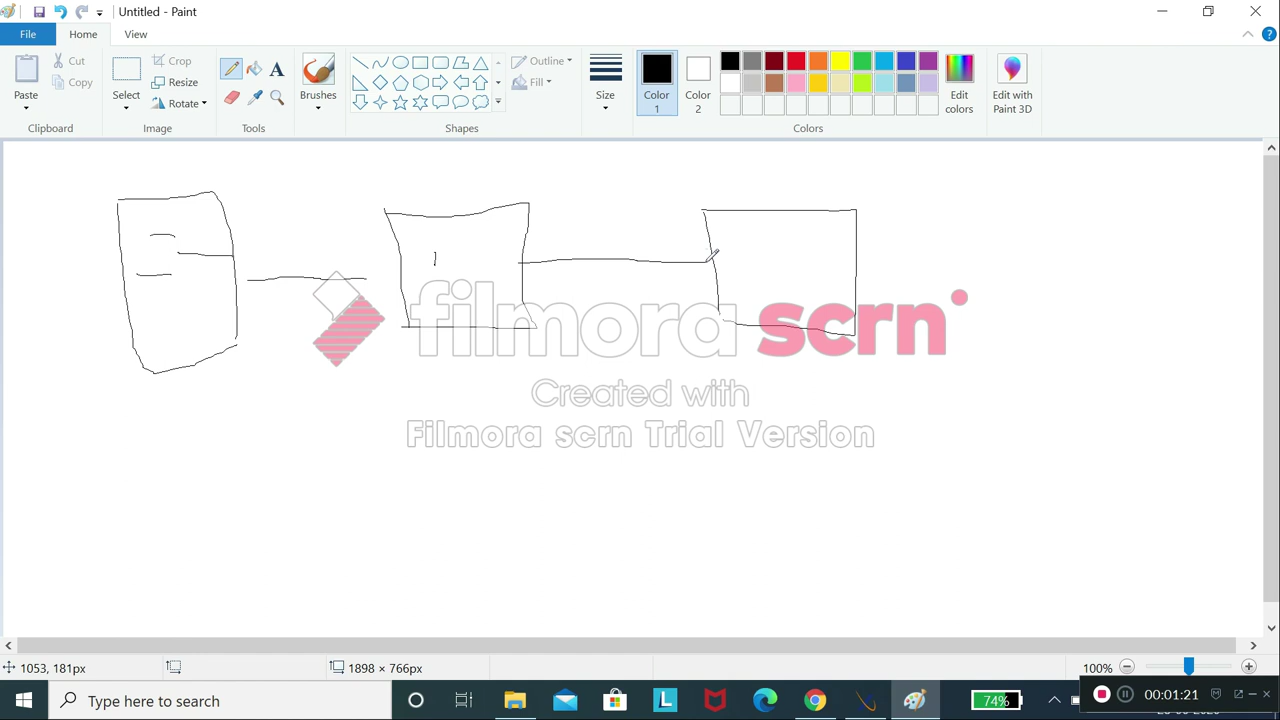 Untitled - Paint
File
Home
View
Paste
Cut
Copy
Clipboard
Select
Crop
Resize
Rotate
Image
A
Tools
Brushes
Shapes
Outline
Fill
Size
Color 1
Color 2
Colors
Edit colors
Edit with Paint 3D
filmora scrn
Created with
Filmora scrn Trial Version
1053, 181px
1898 × 766px
100%
Type here to search
L
74%
00:01:21